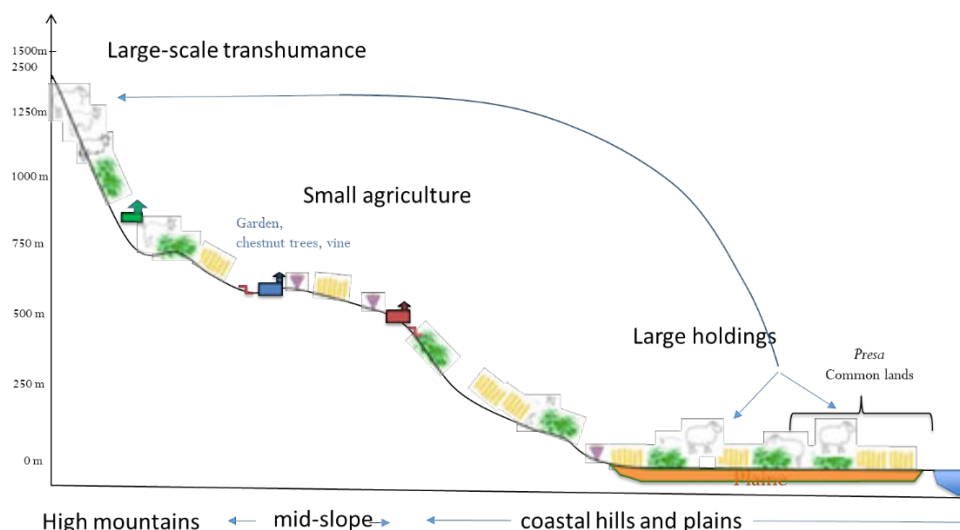 1500m
2500
Large-scale transhumance
1250m
1000 m
Small agriculture
Garden,
chestnut trees, vine
750 m
500 m
Large holdings
Presa
Common lands
250 m
0 m
Plaine
High mountains
mid-slope
coastal hills and plains